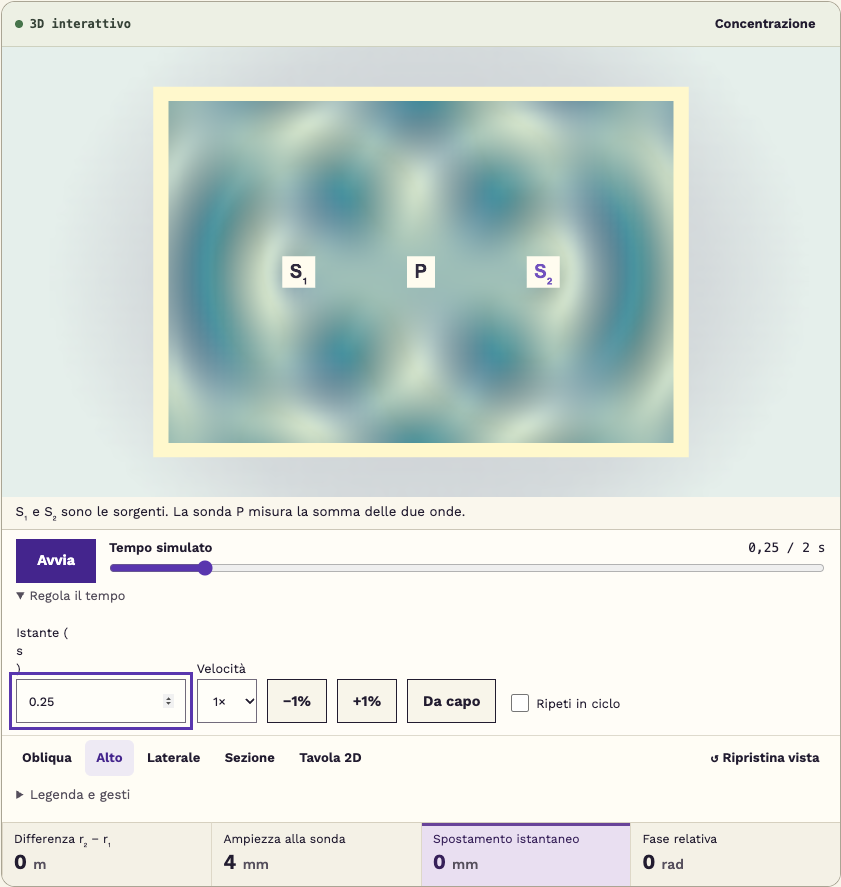 3D interattivo
Concentrazione
S₁
P
S₂
S₁ e S₂ sono le sorgenti. La sonda P misura la somma delle due onde.
Avvia
Tempo simulato
0,25 / 2 s
▼ Regola il tempo
Istante (
s
)
Velocità
0.25
1×
−1%
+1%
Da capo
Ripeti in ciclo
Obliqua
Alto
Laterale
Sezione
Tavola 2D
↺ Ripristina vista
▶ Legenda e gesti
Differenza r₂ − r₁
0 m
Ampiezza alla sonda
4 mm
Spostamento istantaneo
0 mm
Fase relativa
0 rad